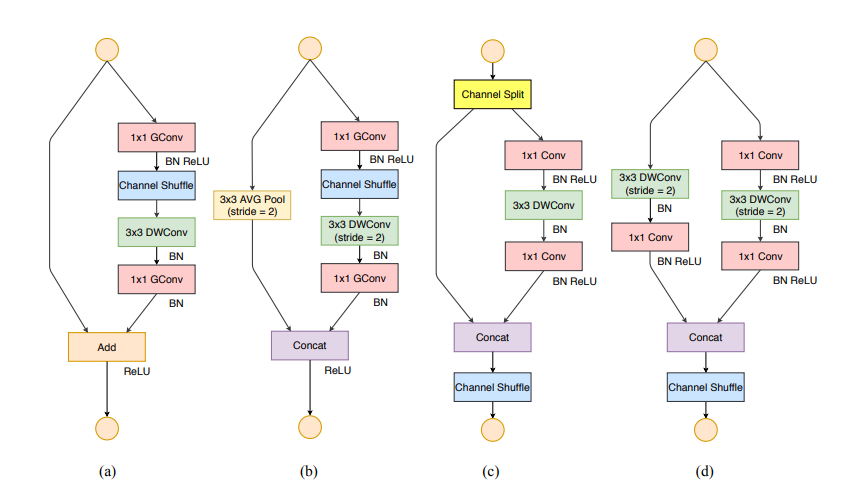 1x1 GConv
BN ReLU
Channel Shuffle
3x3 DWConv
BN
1x1 GConv
BN
Add
ReLU
(a)
1x1 GConv
BN ReLU
Channel Shuffle
3x3 AVG Pool
(stride = 2)
3x3 DWConv
(stride = 2)
BN
1x1 GConv
BN
Concat
ReLU
(b)
Channel Split
1x1 Conv
BN ReLU
3x3 DWConv
BN
1x1 Conv
BN ReLU
Concat
Channel Shuffle
(c)
3x3 DWConv
(stride = 2)
BN
1x1 Conv
BN ReLU
1x1 Conv
BN ReLU
3x3 DWConv
(stride = 2)
BN
1x1 Conv
BN ReLU
Concat
Channel Shuffle
(d)